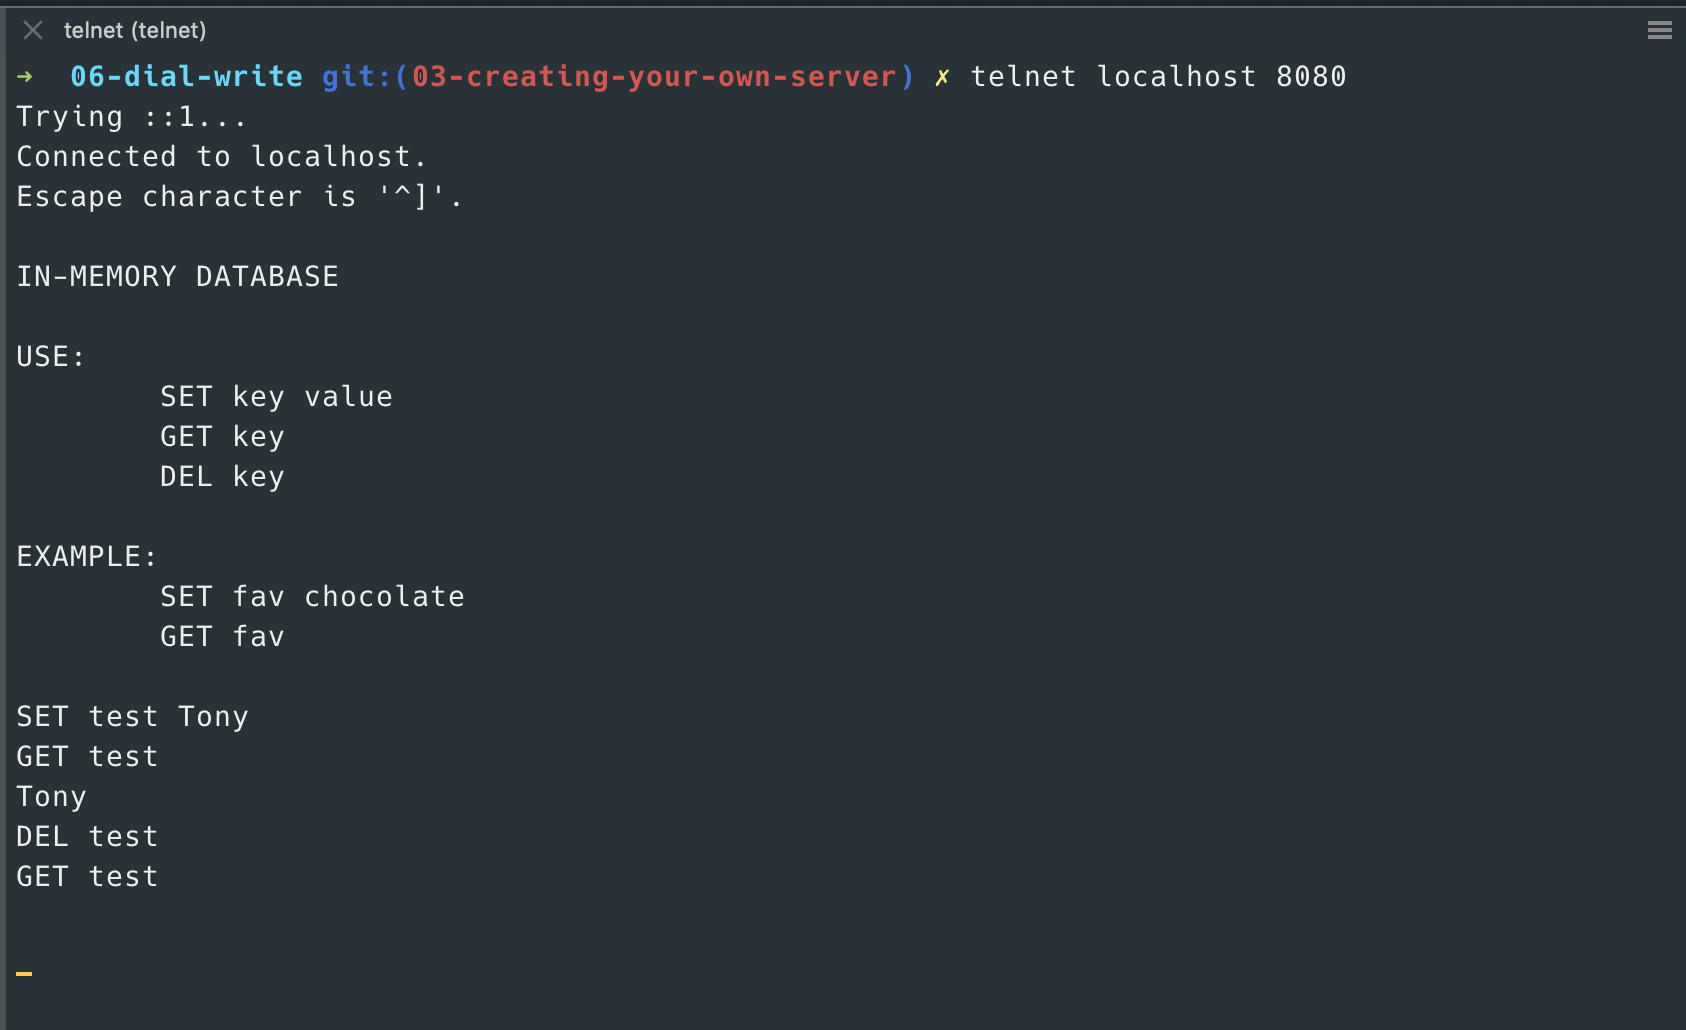 telnet (telnet)
➜  06-dial-write git:(03-creating-your-own-server) ✗ telnet localhost 8080
Trying ::1...
Connected to localhost.
Escape character is '^]'.
IN-MEMORY DATABASE
USE:
        SET key value
        GET key
        DEL key
EXAMPLE:
        SET fav chocolate
        GET fav
SET test Tony
GET test
Tony
DEL test
GET test